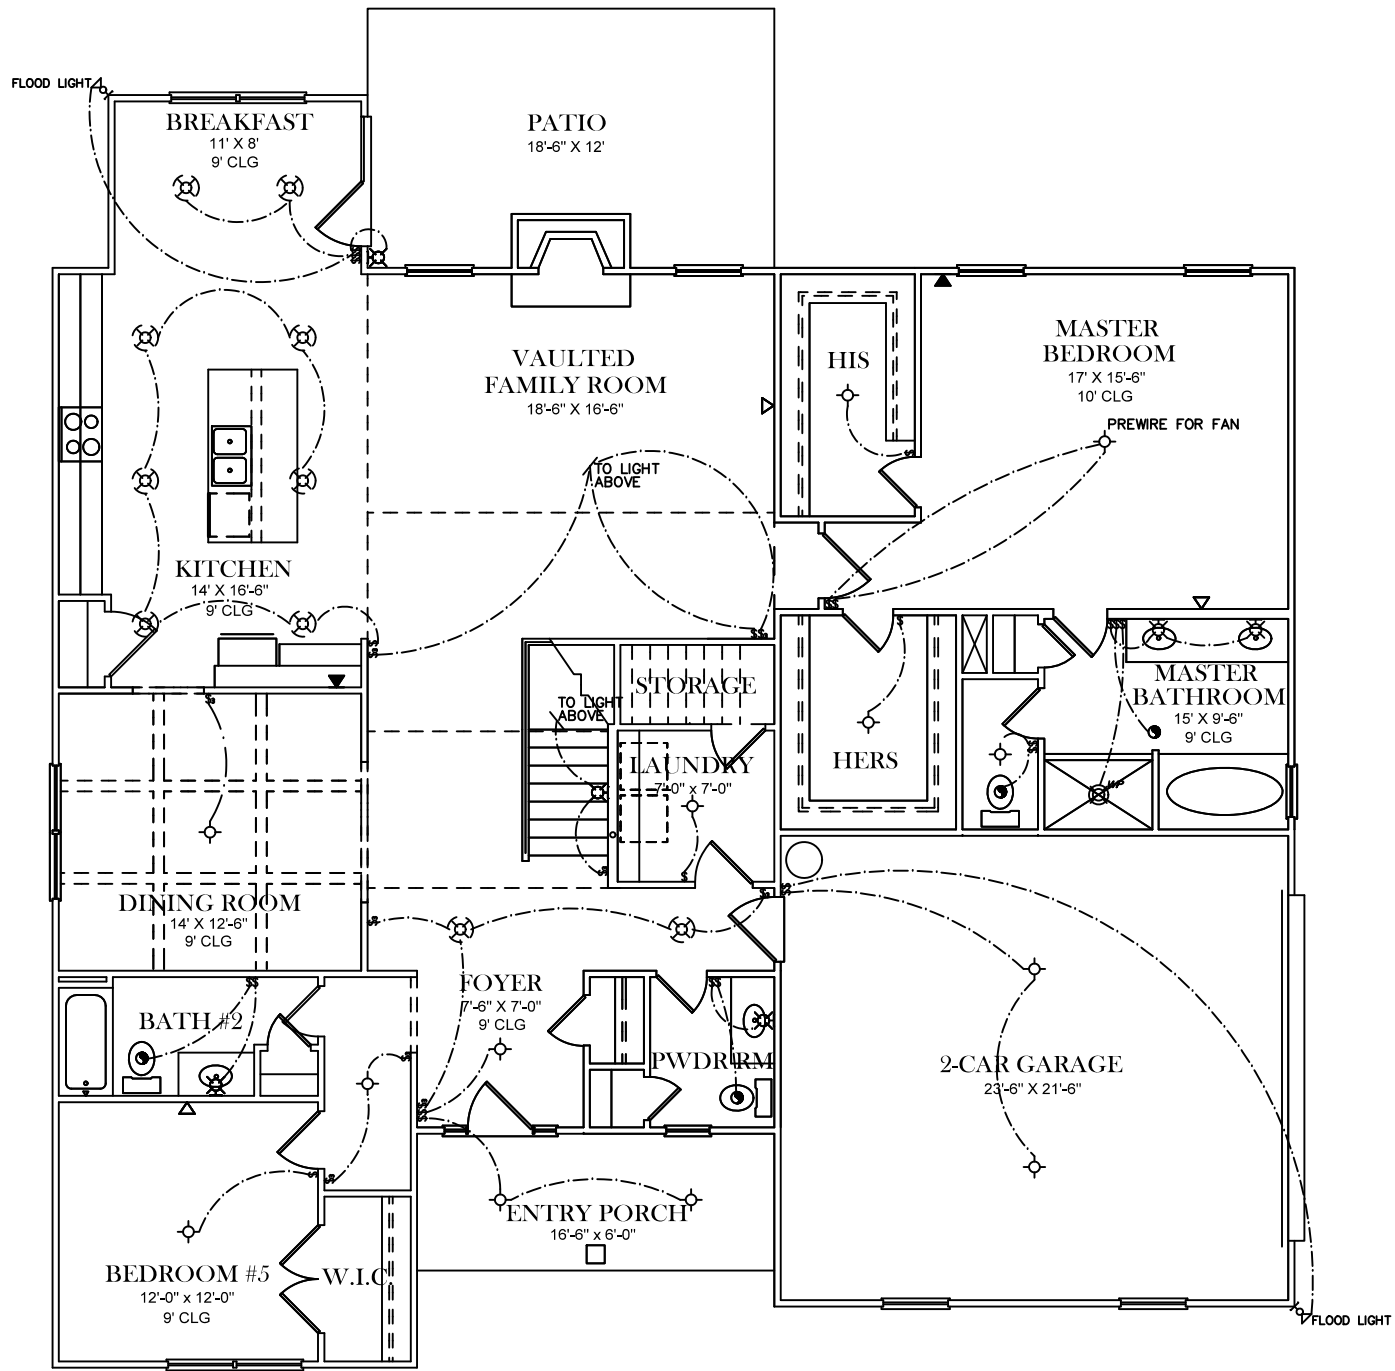 FLOOD LIGHT
BREAKFAST
11' X 8'
9' CLG
PATIO
18'-6" X 12'
VAULTED
FAMILY ROOM
18'-6" X 16'-6"
HIS
MASTER
BEDROOM
17' X 15'-6"
10' CLG
PREWIRE FOR FAN
TO LIGHT
ABOVE
KITCHEN
14' X 16'-6"
9' CLG
STORAGE
TO LIGHT
ABOVE
LAUNDRY
7'-0" x 7'-0"
HERS
MASTER
BATHROOM
15' X 9'-6"
9' CLG
WP
DINING ROOM
14' X 12'-6"
9' CLG
FOYER
7'-6" X 7'-0"
9' CLG
BATH #2
PWDR RM
2-CAR GARAGE
23'-6" X 21'-6"
ENTRY PORCH
16'-6" x 6'-0"
BEDROOM #5
12'-0" x 12'-0"
9' CLG
W.I.C.
FLOOD LIGHT